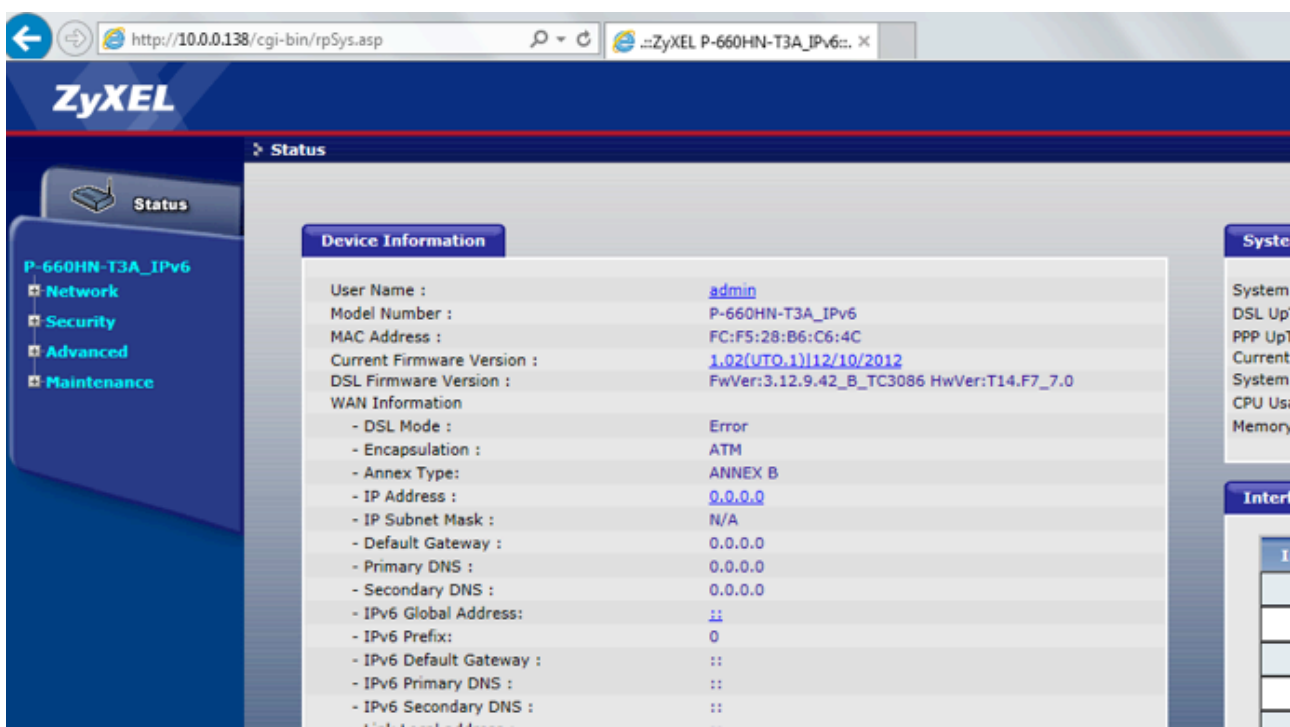 http://10.0.0.138/cgi-bin/rpSys.asp
.::ZyXEL P-660HN-T3A_IPv6::.
ZyXEL
Status
Status
P-660HN-T3A_IPv6
Network
Security
Advanced
Maintenance
Device Information
User Name : admin
Model Number : P-660HN-T3A_IPv6
MAC Address : FC:F5:28:B6:C6:4C
Current Firmware Version : 1.02(UTO.1)|12/10/2012
DSL Firmware Version : FwVer:3.12.9.42_B_TC3086 HwVer:T14.F7_7.0
WAN Information
- DSL Mode : Error
- Encapsulation : ATM
- Annex Type: ANNEX B
- IP Address : 0.0.0.0
- IP Subnet Mask : N/A
- Default Gateway : 0.0.0.0
- Primary DNS : 0.0.0.0
- Secondary DNS : 0.0.0.0
- IPv6 Global Address: ::
- IPv6 Prefix: 0
- IPv6 Default Gateway : ::
- IPv6 Primary DNS : ::
- IPv6 Secondary DNS : ::
Syste
System
DSL Up
PPP Up
Current
System
CPU Us
Memory
Inter